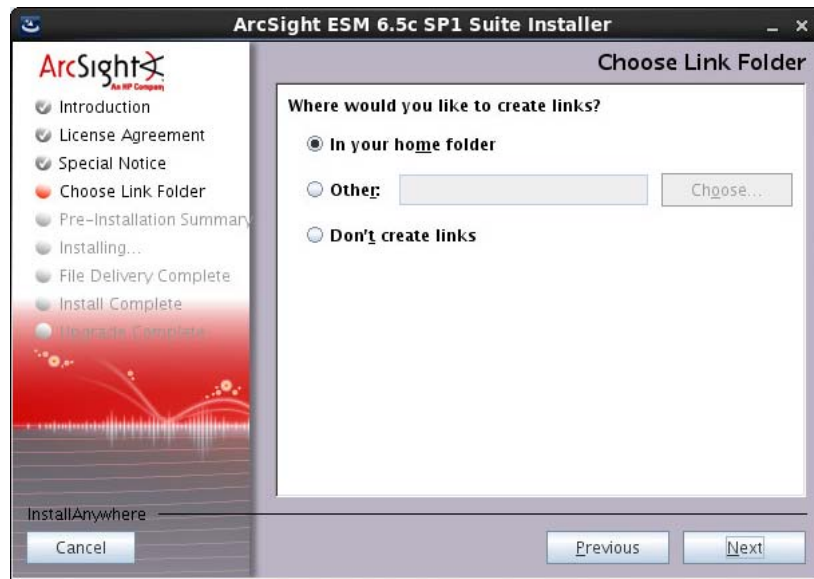 ArcSight ESM 6.5c SP1 Suite Installer
ArcSight
An HP Company
Choose Link Folder
Introduction
License Agreement
Special Notice
Choose Link Folder
Pre-Installation Summary
Installing...
File Delivery Complete
Install Complete
Upgrade Complete
Where would you like to create links?
In your home folder
Other:
Choose...
Don't create links
InstallAnywhere
Cancel
Previous
Next